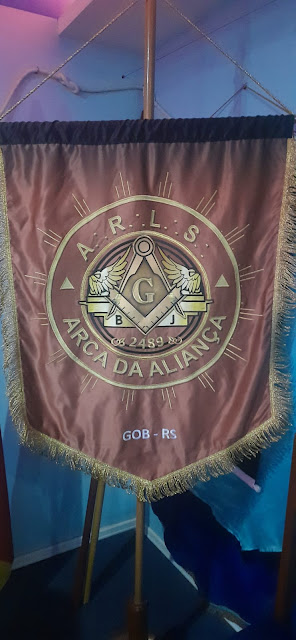 A∴R∴L∴S∴
G
B J
2489
ARCA DA ALIANÇA
GOB - RS